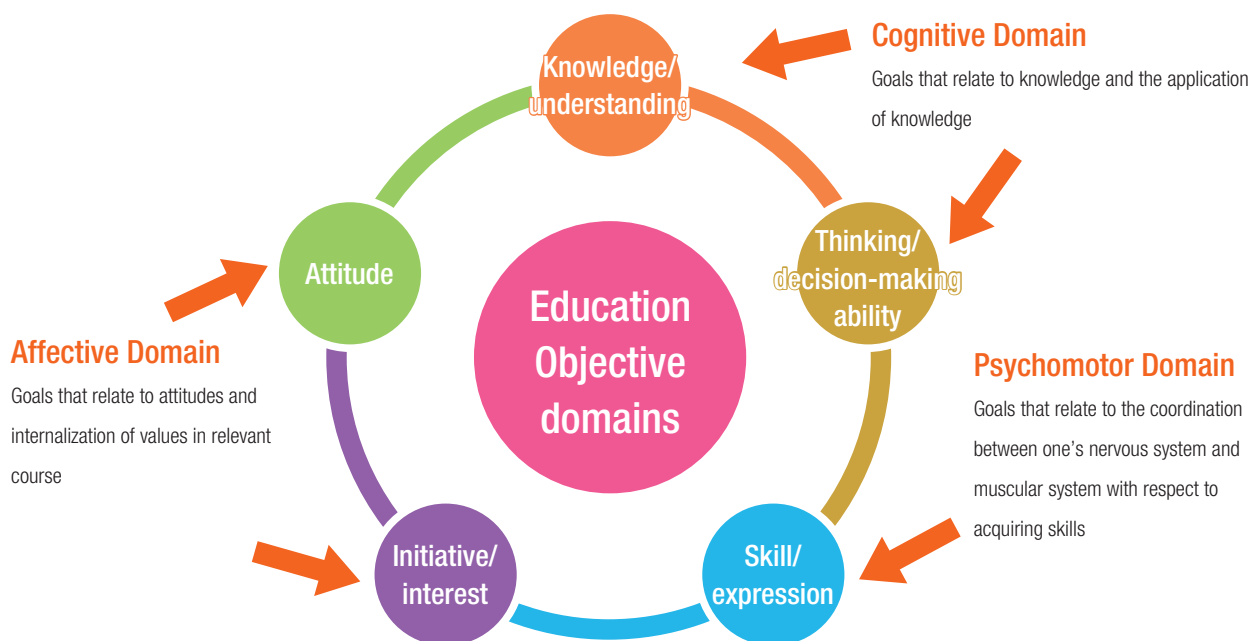 Cognitive Domain
Goals that relate to knowledge and the application
of knowledge
Knowledge/
understanding
Thinking/
decision-making
ability
Attitude
Education
Objective
domains
Affective Domain
Goals that relate to attitudes and
internalization of values in relevant
course
Psychomotor Domain
Goals that relate to the coordination
between one’s nervous system and
muscular system with respect to
acquiring skills
Initiative/
interest
Skill/
expression